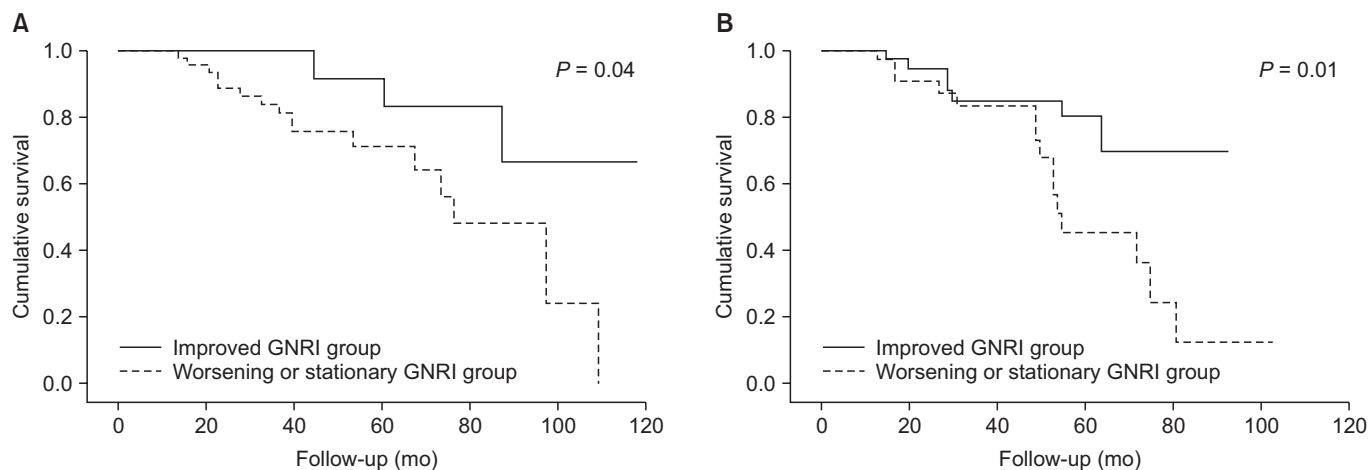 A
1.0
0.8
0.6
0.4
0.2
0.0
Cumulative survival
P = 0.04
Improved GNRI group
Worsening or stationary GNRI group
0 20 40 60 80 100 120
Follow-up (mo)
B
1.0
0.8
0.6
0.4
0.2
0.0
Cumulative survival
P = 0.01
Improved GNRI group
Worsening or stationary GNRI group
0 20 40 60 80 100 120
Follow-up (mo)